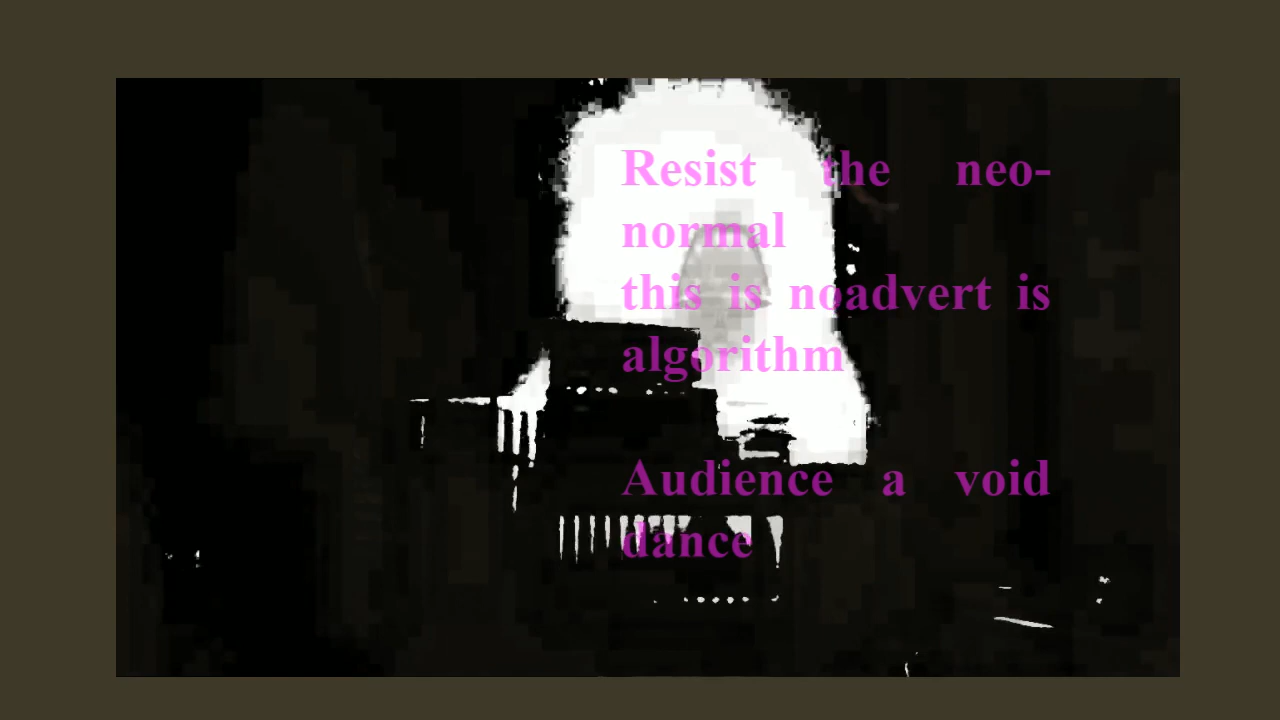 Resist the neo-
normal
this is noadvert is
algorithm
Audience a void
dance